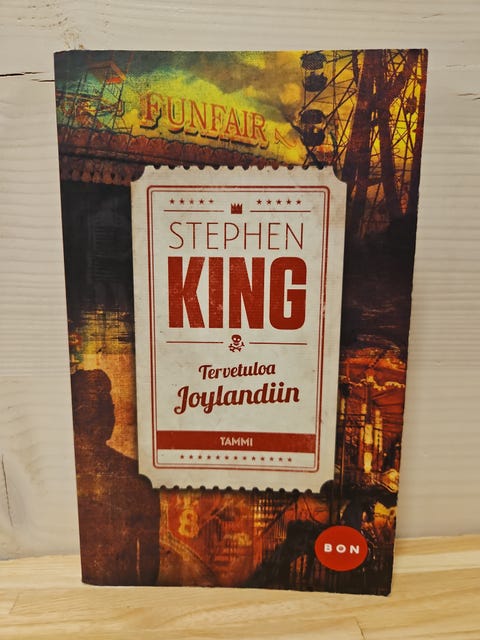 FUNFAIR
STEPHEN
KING
Tervetuloa
Joylandiin
TAMMI
BON